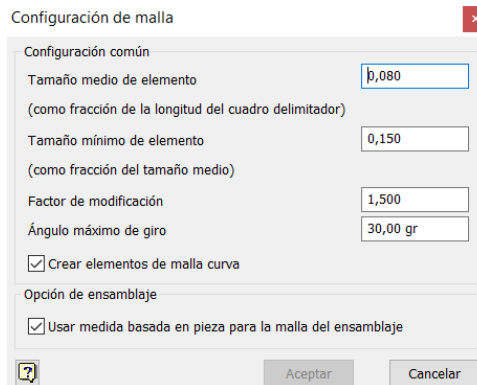 Configuración de malla
Configuración común
Tamaño medio de elemento 0,080
(como fracción de la longitud del cuadro delimitador)
Tamaño mínimo de elemento 0,150
(como fracción del tamaño medio)
Factor de modificación 1,500
Ángulo máximo de giro 30,00 gr
Crear elementos de malla curva
Opción de ensamblaje
Usar medida basada en pieza para la malla del ensamblaje
? Aceptar Cancelar